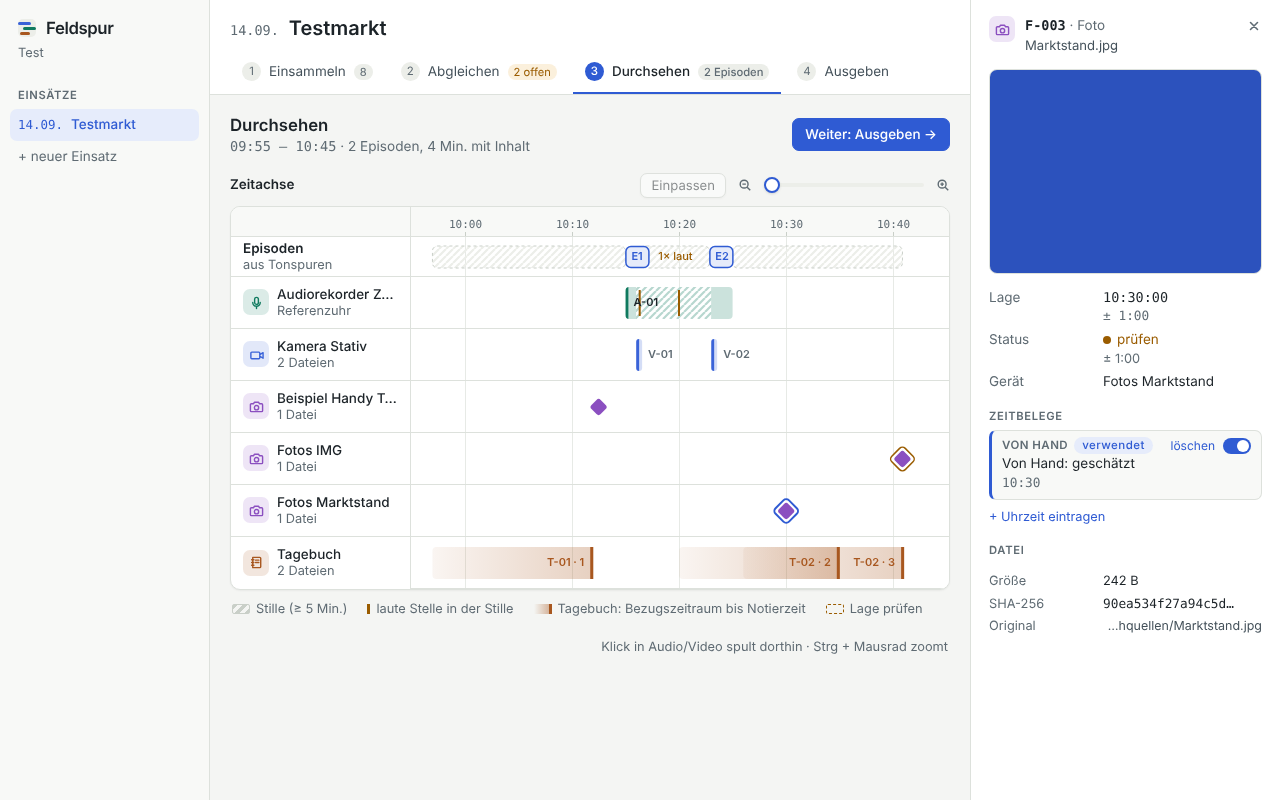 Feldspur
Test
EINSÄTZE
14.09. Testmarkt
+ neuer Einsatz
14.09. Testmarkt
1 Einsammeln 8
2 Abgleichen 2 offen
3 Durchsehen 2 Episoden
4 Ausgeben
Durchsehen
09:55 – 10:45 · 2 Episoden, 4 Min. mit Inhalt
Weiter: Ausgeben →
Zeitachse
Einpassen
10:00 10:10 10:20 10:30 10:40
Episoden
aus Tonspuren
E1 1× laut E2
Audiorekorder Z...
Referenzuhr
A-01
Kamera Stativ
2 Dateien
V-01 V-02
Beispiel Handy T...
1 Datei
Fotos IMG
1 Datei
Fotos Marktstand
1 Datei
Tagebuch
2 Dateien
T-01 · 1 T-02 · 2 T-02 · 3
Stille (≥ 5 Min.) laute Stelle in der Stille Tagebuch: Bezugszeitraum bis Notierzeit Lage prüfen
Klick in Audio/Video spult dorthin · Strg + Mausrad zoomt
F-003 · Foto
Marktstand.jpg
Lage 10:30:00
± 1:00
Status prüfen
± 1:00
Gerät Fotos Marktstand
ZEITBELEGE
VON HAND verwendet löschen
Von Hand: geschätzt
10:30
+ Uhrzeit eintragen
DATEI
Größe 242 B
SHA-256 90ea534f27a94c5d…
Original …hquellen/Marktstand.jpg